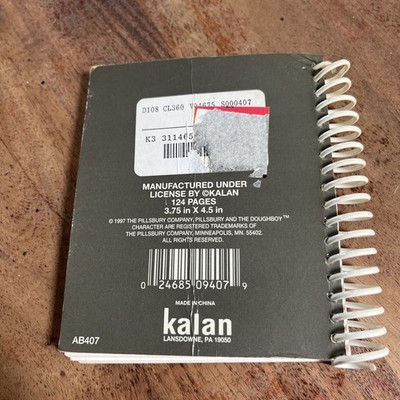 D108 CL360 S000407
K3 311465
MANUFACTURED UNDER
LICENSE BY ©KALAN
124 PAGES
3.75 in X 4.5 in
© 1997 THE PILLSBURY COMPANY, PILLSBURY AND THE DOUGHBOY™
CHARACTER ARE REGISTERED TRADEMARKS OF
THE PILLSBURY COMPANY, MINNEAPOLIS, MN. 55402.
ALL RIGHTS RESERVED.
0 24685 09407 9
MADE IN CHINA
kalan
LANSDOWNE, PA 19050
AB407